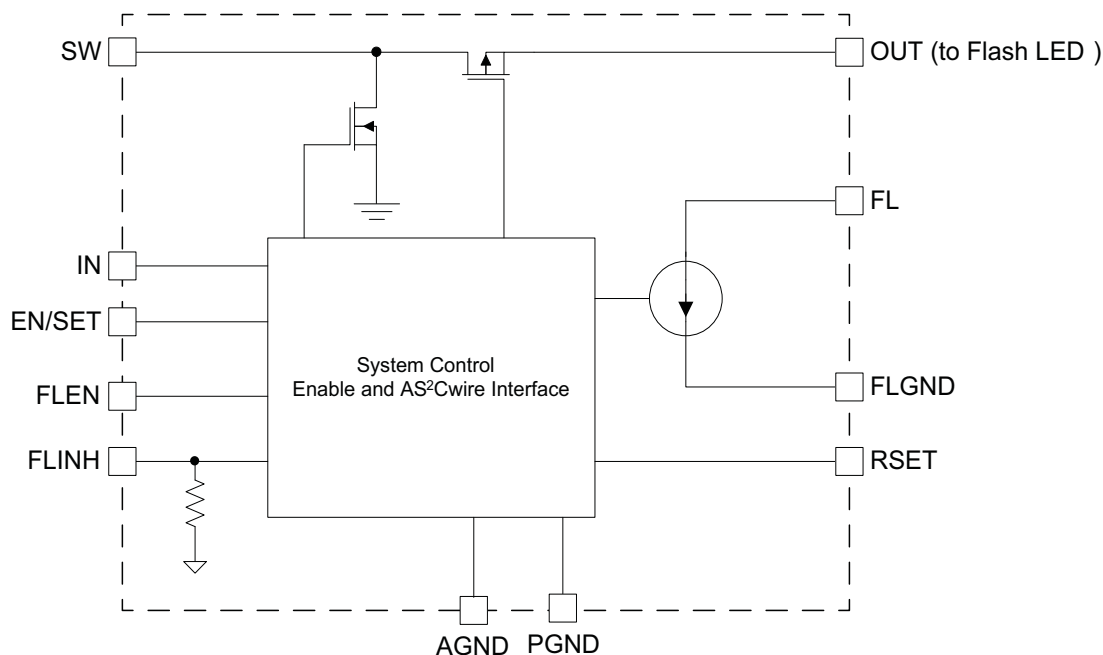 SW
OUT (to Flash LED )
FL
IN
EN/SET
System Control
Enable and AS²Cwire Interface
FLEN
FLGND
FLINH
RSET
AGND
PGND